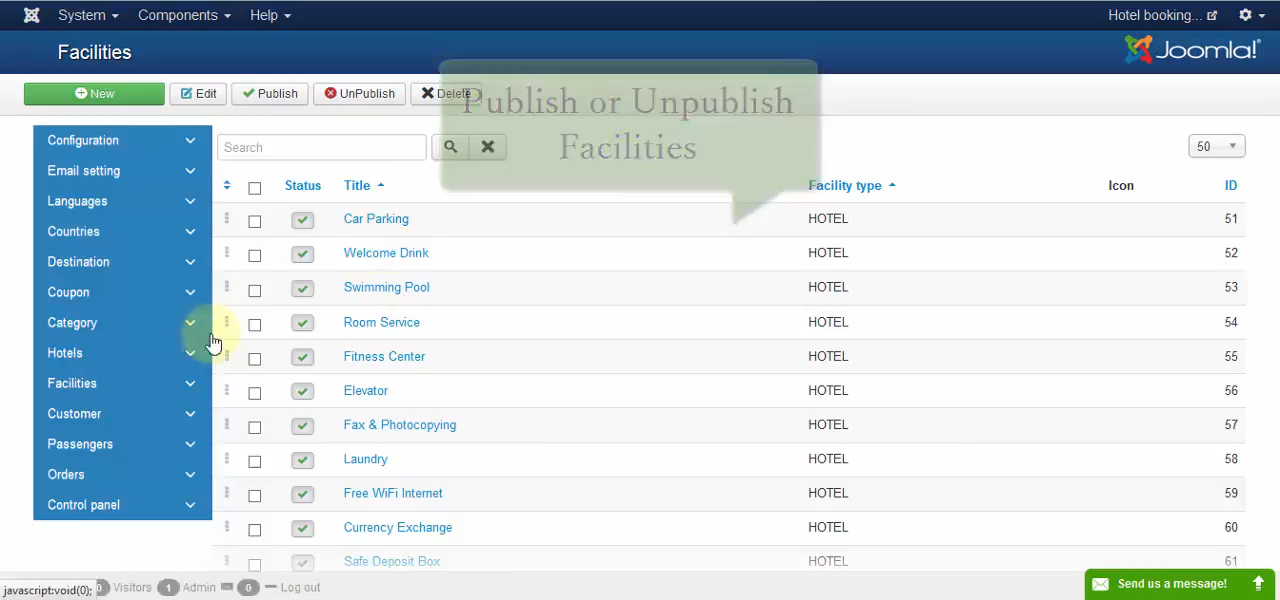 System Components Help Hotel booking...
Facilities Joomla!
New Edit Publish UnPublish Delete
Publish or Unpublish
Facilities
Configuration
Email setting
Languages
Countries
Destination
Coupon
Category
Hotels
Facilities
Customer
Passengers
Orders
Control panel
Search
50
Status Title Facility type Icon ID
Car Parking HOTEL 51
Welcome Drink HOTEL 52
Swimming Pool HOTEL 53
Room Service HOTEL 54
Fitness Center HOTEL 55
Elevator HOTEL 56
Fax & Photocopying HOTEL 57
Laundry HOTEL 58
Free WiFi Internet HOTEL 59
Currency Exchange HOTEL 60
Safe Deposit Box HOTEL 61
javascript:void(0); 0 Visitors 1 Admin 0 Log out
Send us a message!